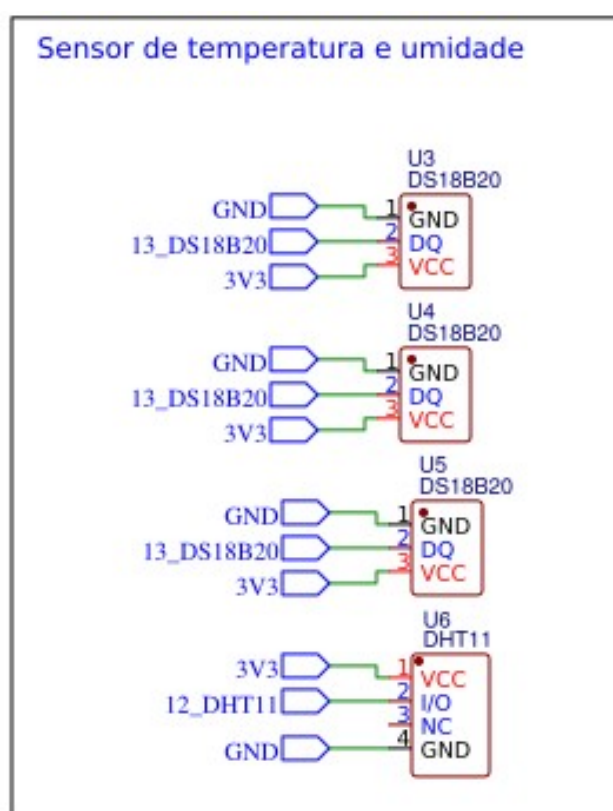 Sensor de temperatura e umidade
U3
DS18B20
GND 1 GND
13_DS18B20 2 DQ
3V3 3 VCC
U4
DS18B20
GND 1 GND
13_DS18B20 2 DQ
3V3 3 VCC
U5
DS18B20
GND 1 GND
13_DS18B20 2 DQ
3V3 3 VCC
U6
DHT11
3V3 1 VCC
12_DHT11 2 I/O
3 NC
GND 4 GND